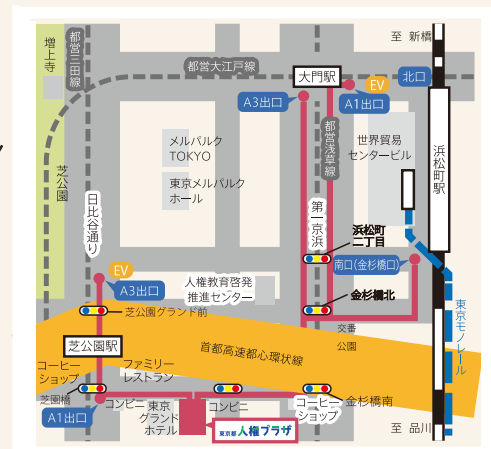 至 新橋
増上寺
都営三田線
都営大江戸線
大門駅
EV
北口
A3出口
A1出口
都営浅草線
世界貿易
センタービル
浜松町駅
メルパルク
TOKYO
東京メルパルク
ホール
芝公園
日比谷通り
第一京浜
浜松町
二丁目
南口(金杉橋口)
EV
A3出口
人権教育啓発
推進センター
金杉橋北
芝公園グランド前
交番
公園
東京モノレール
芝公園駅
首都高速都心環状線
コーヒー
ショップ
ファミリー
レストラン
芝園橋
A1出口
コンビニ
東京
グランド
ホテル
コンビニ
コーヒー
ショップ
金杉橋南
東京都 人権プラザ
至 品川